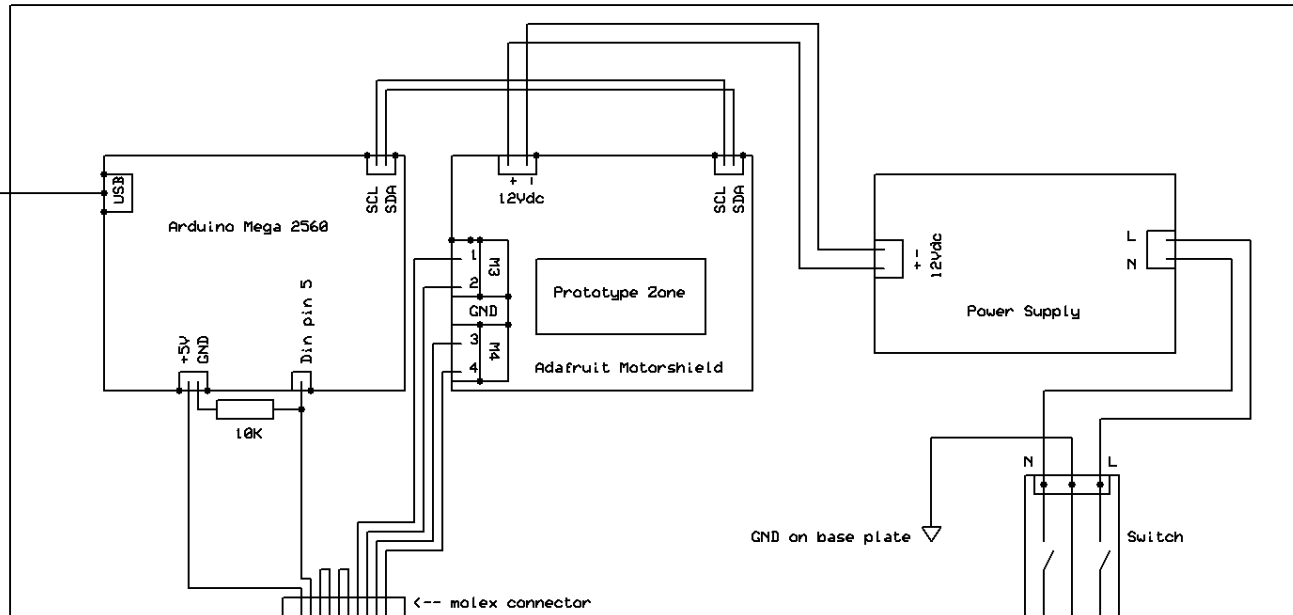 SCL
SDA
USB
Arduino Mega 2560
+5V
GND
Din pin 5
10K
+ -
12Vdc
SCL
SDA
1
2
M3
GND
3
4
M4
Prototype Zone
Adafruit Motorshield
+ -
12Vdc
L
N
Power Supply
N
L
GND on base plate
Switch
<-- molex connector